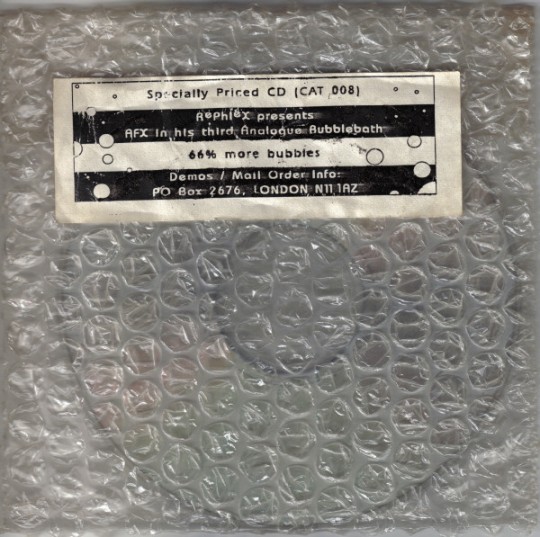 Specially Priced CD (CAT 008)
RePhleX presents
AFX in his third Analogue Bubblebath
66% more bubbles
Demos / Mail Order Info:
PO Box 2676, LONDON N11 1AZ